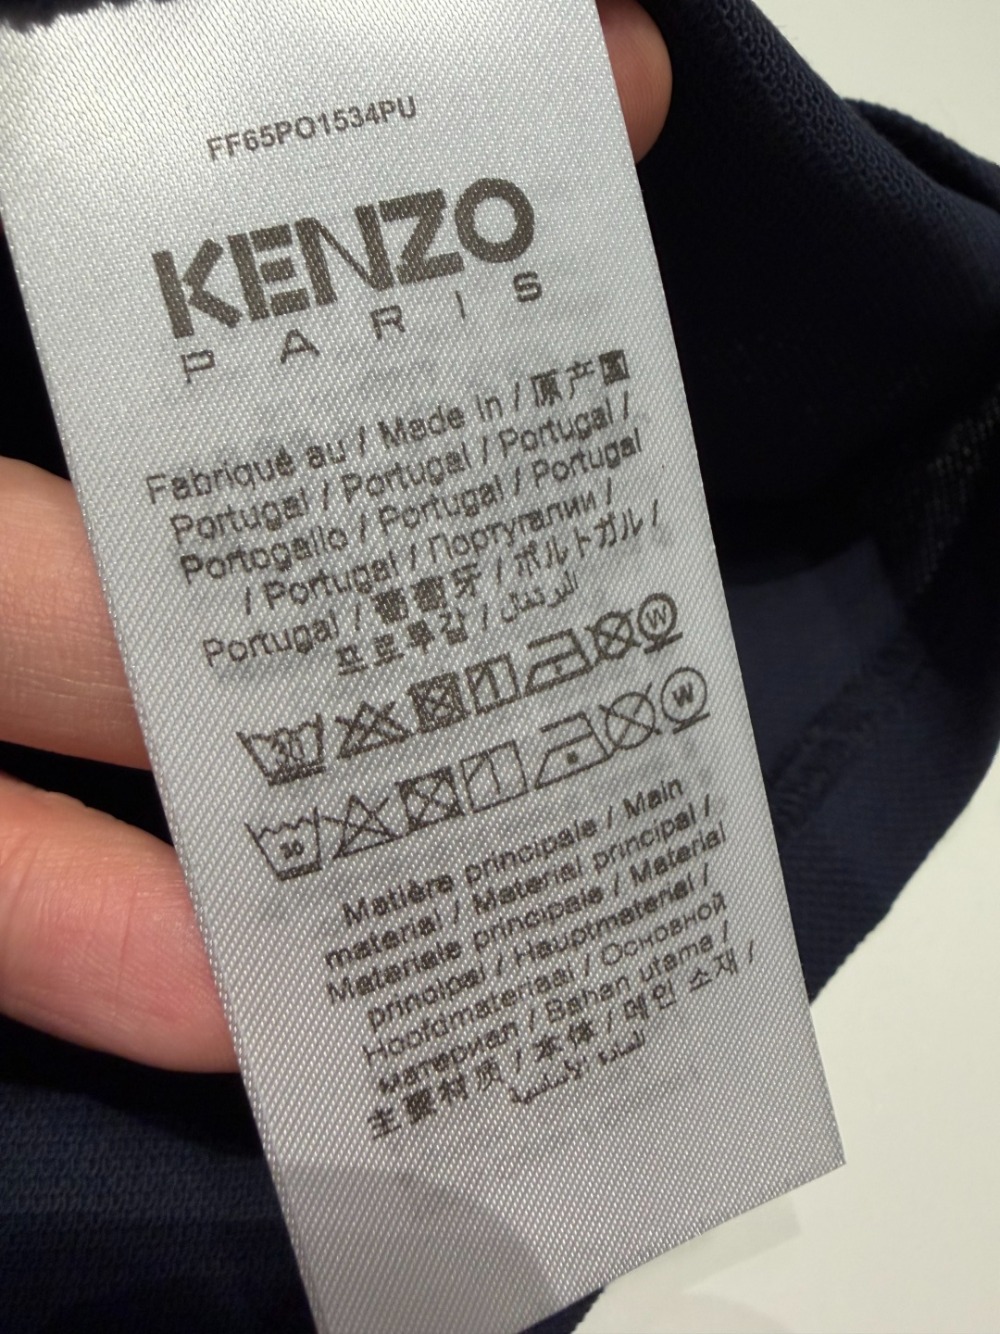 FF65PO1534PU
KENZO
PARIS
Fabriqué au / Made in / 原产国
Portugal / Portugal / Portugal /
Portogallo / Portugal / Portugal
/ Portugal / Португалии /
Portugal / 葡萄牙 / ポルトガル /
포르투갈 / البرتغال
30 W
30 W
Matière principale / Main
material / Material principal /
Materiale principale / Material
principal / Hauptmaterial /
Hoofdmateriaal / Основной
материал / Bahan utama /
主要材质 / 本体 / 메인 소재 /
المادة الأساسية